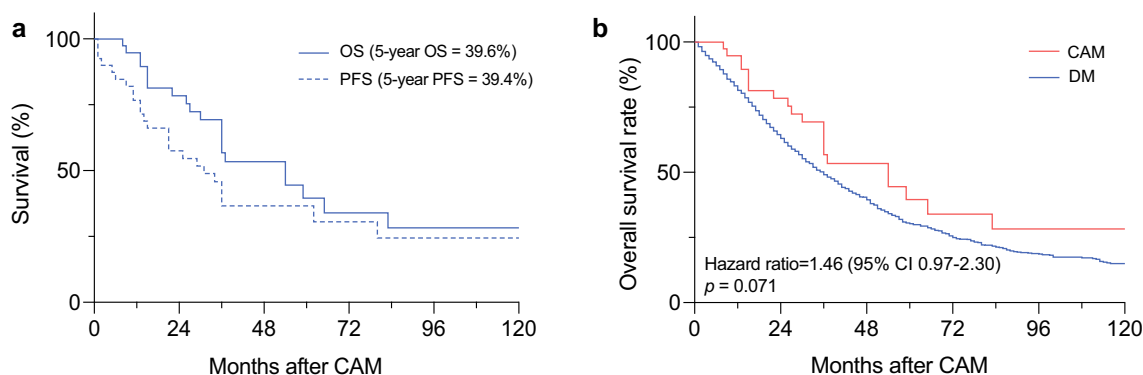 a
OS (5-year OS = 39.6%)
PFS (5-year PFS = 39.4%)
Survival (%)
100
50
0
0 24 48 72 96 120
Months after CAM
b
CAM
DM
Overall survival rate (%)
100
50
0
Hazard ratio=1.46 (95% CI 0.97-2.30)
p = 0.071
0 24 48 72 96 120
Months after CAM